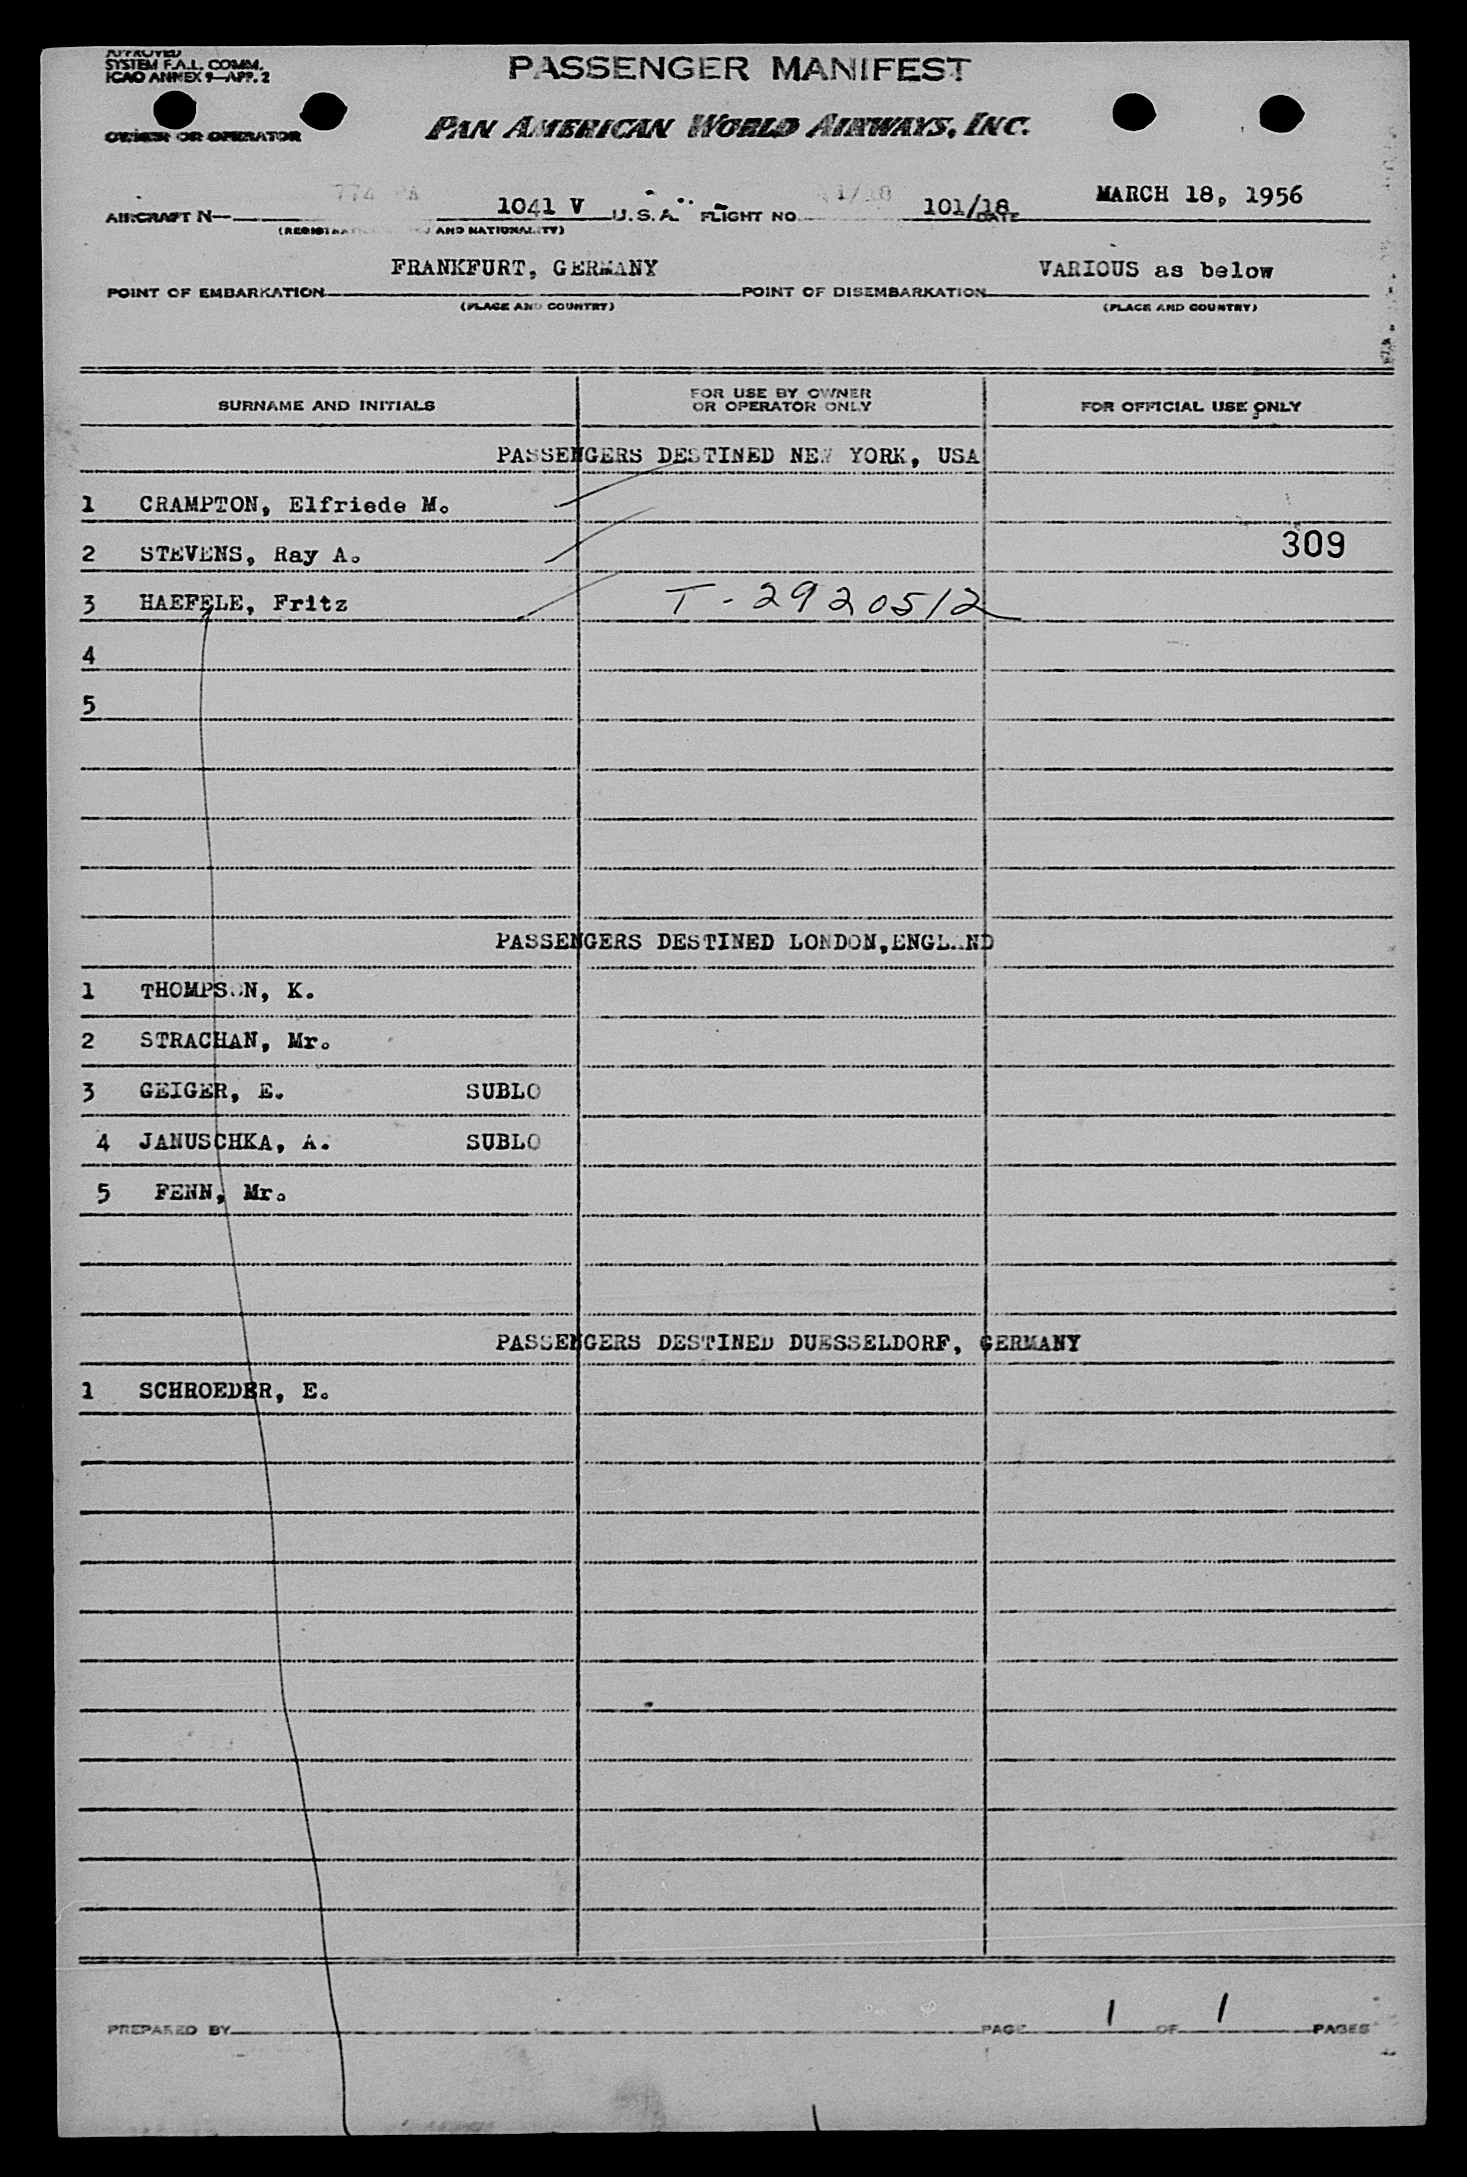 APPROVED
SYSTEM F.A.L. COMM.
ICAO ANNEX 9—APP. 2
PASSENGER MANIFEST
OWNER OR OPERATOR
PAN AMERICAN WORLD AIRWAYS, INC.
AIRCRAFT N— 1041 V U.S.A. FLIGHT NO. 101/18 DATE MARCH 18, 1956
AND NATIONALITY)
FRANKFURT, GERMANY VARIOUS as below
POINT OF EMBARKATION POINT OF DISEMBARKATION
(PLACE AND COUNTRY) (PLACE AND COUNTRY)
SURNAME AND INITIALS FOR USE BY OWNER OR OPERATOR ONLY FOR OFFICIAL USE ONLY
PASSENGERS DESTINED NEW YORK, USA
1 CRAMPTON, Elfriede M.
2 STEVENS, Ray A. 309
3 HAEFELE, Fritz T-2920512
4
5
PASSENGERS DESTINED LONDON,ENGLAND
1 THOMPSON, K.
2 STRACHAN, Mr.
3 GEIGER, E. SUBLO
4 JANUSCHKA, A. SUBLO
5 FENN, Mr.
PASSENGERS DESTINED DUESSELDORF, GERMANY
1 SCHROEDER, E.
PREPARED BY PAGE 1 OF 1 PAGES